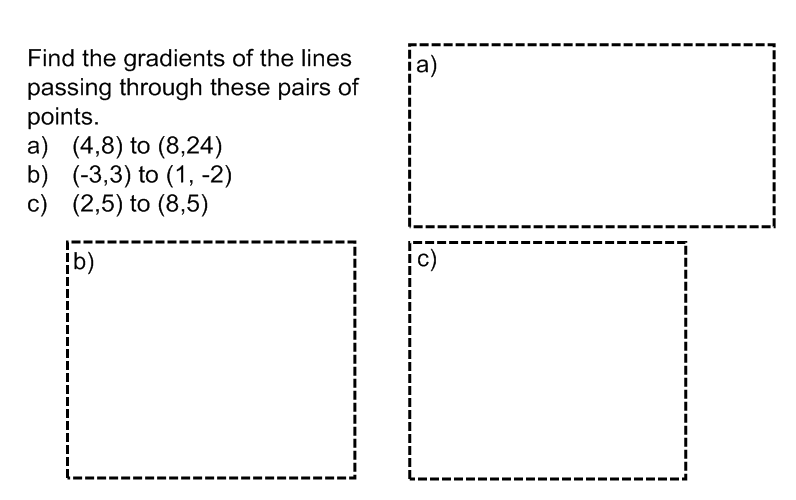 Find the gradients of the lines
passing through these pairs of
points.
a) (4,8) to (8,24)
b) (-3,3) to (1, -2)
c) (2,5) to (8,5)
a)
b)
c)